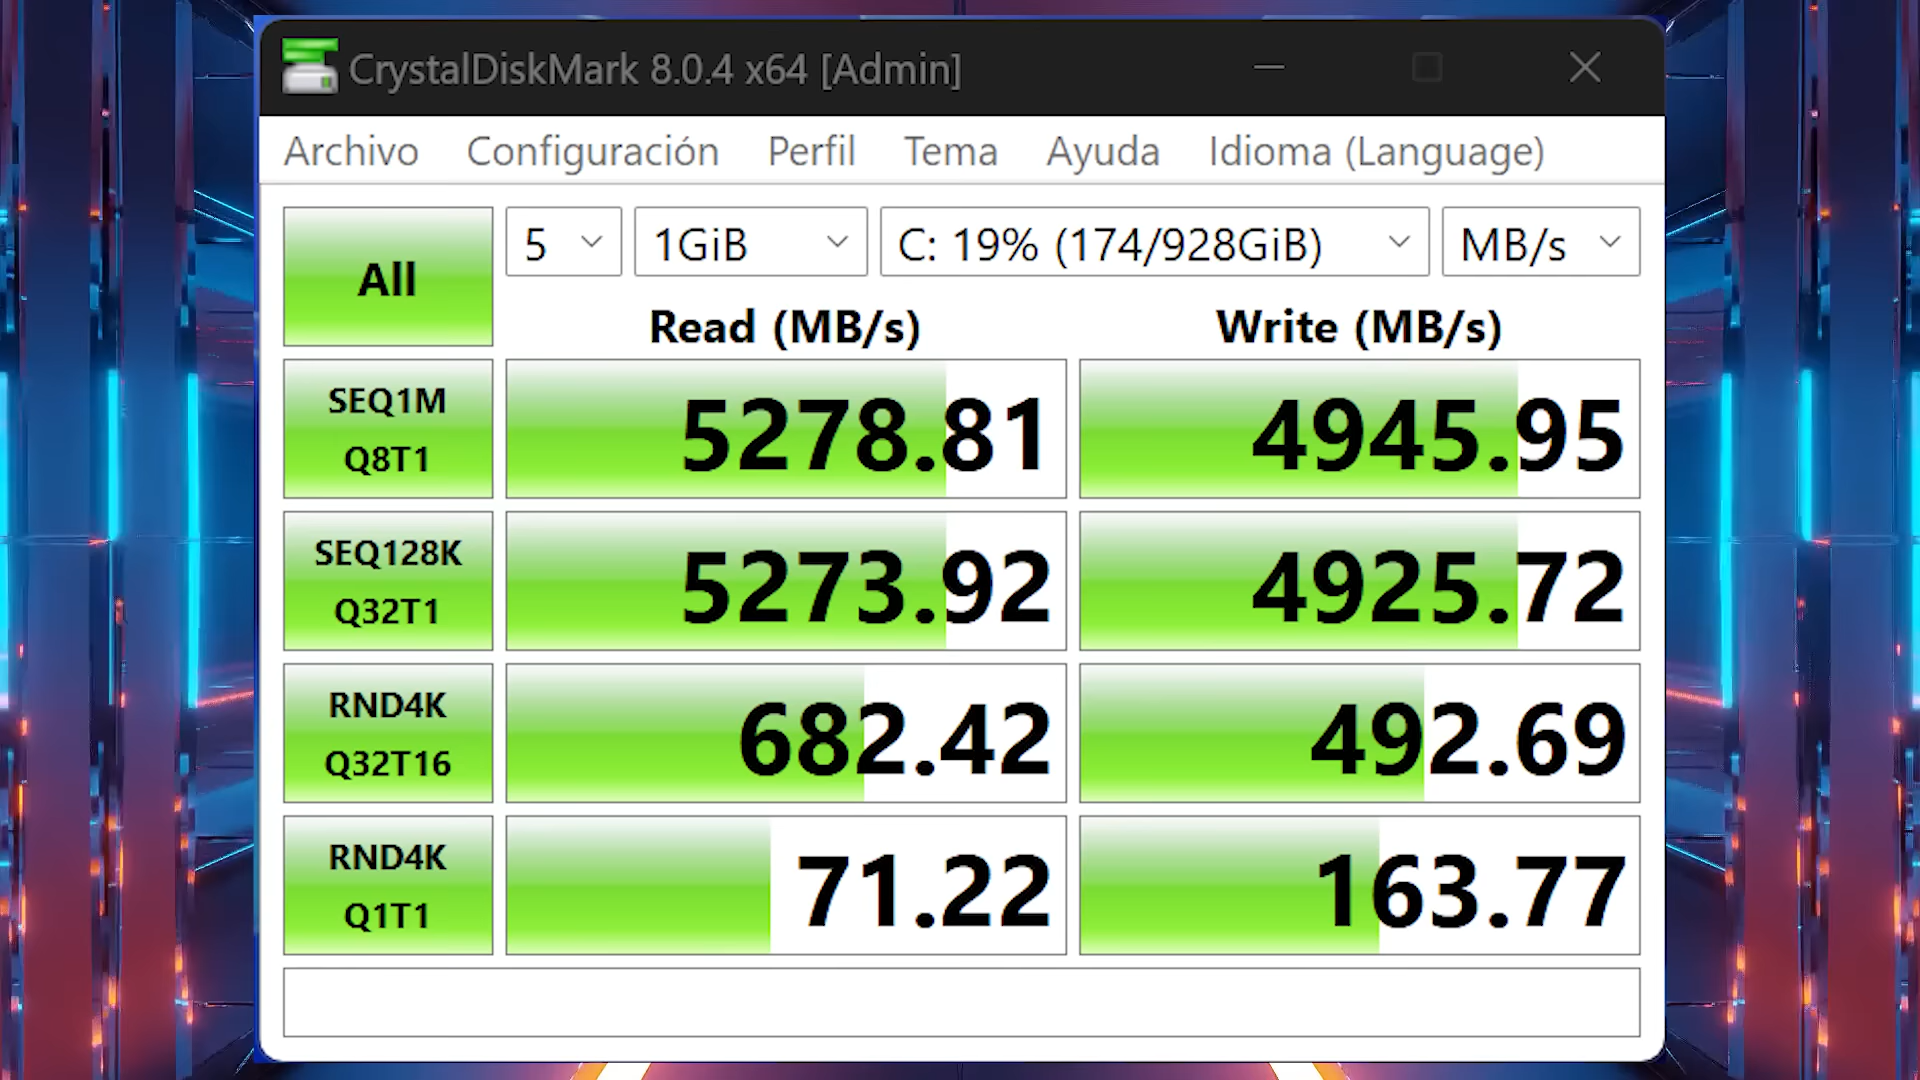 CrystalDiskMark 8.0.4 x64 [Admin]
Archivo Configuración Perfil Tema Ayuda Idioma (Language)
All 5 1GiB C: 19% (174/928GiB) MB/s
Read (MB/s) Write (MB/s)
SEQ1M
Q8T1 5278.81 4945.95
SEQ128K
Q32T1 5273.92 4925.72
RND4K
Q32T16 682.42 492.69
RND4K
Q1T1 71.22 163.77